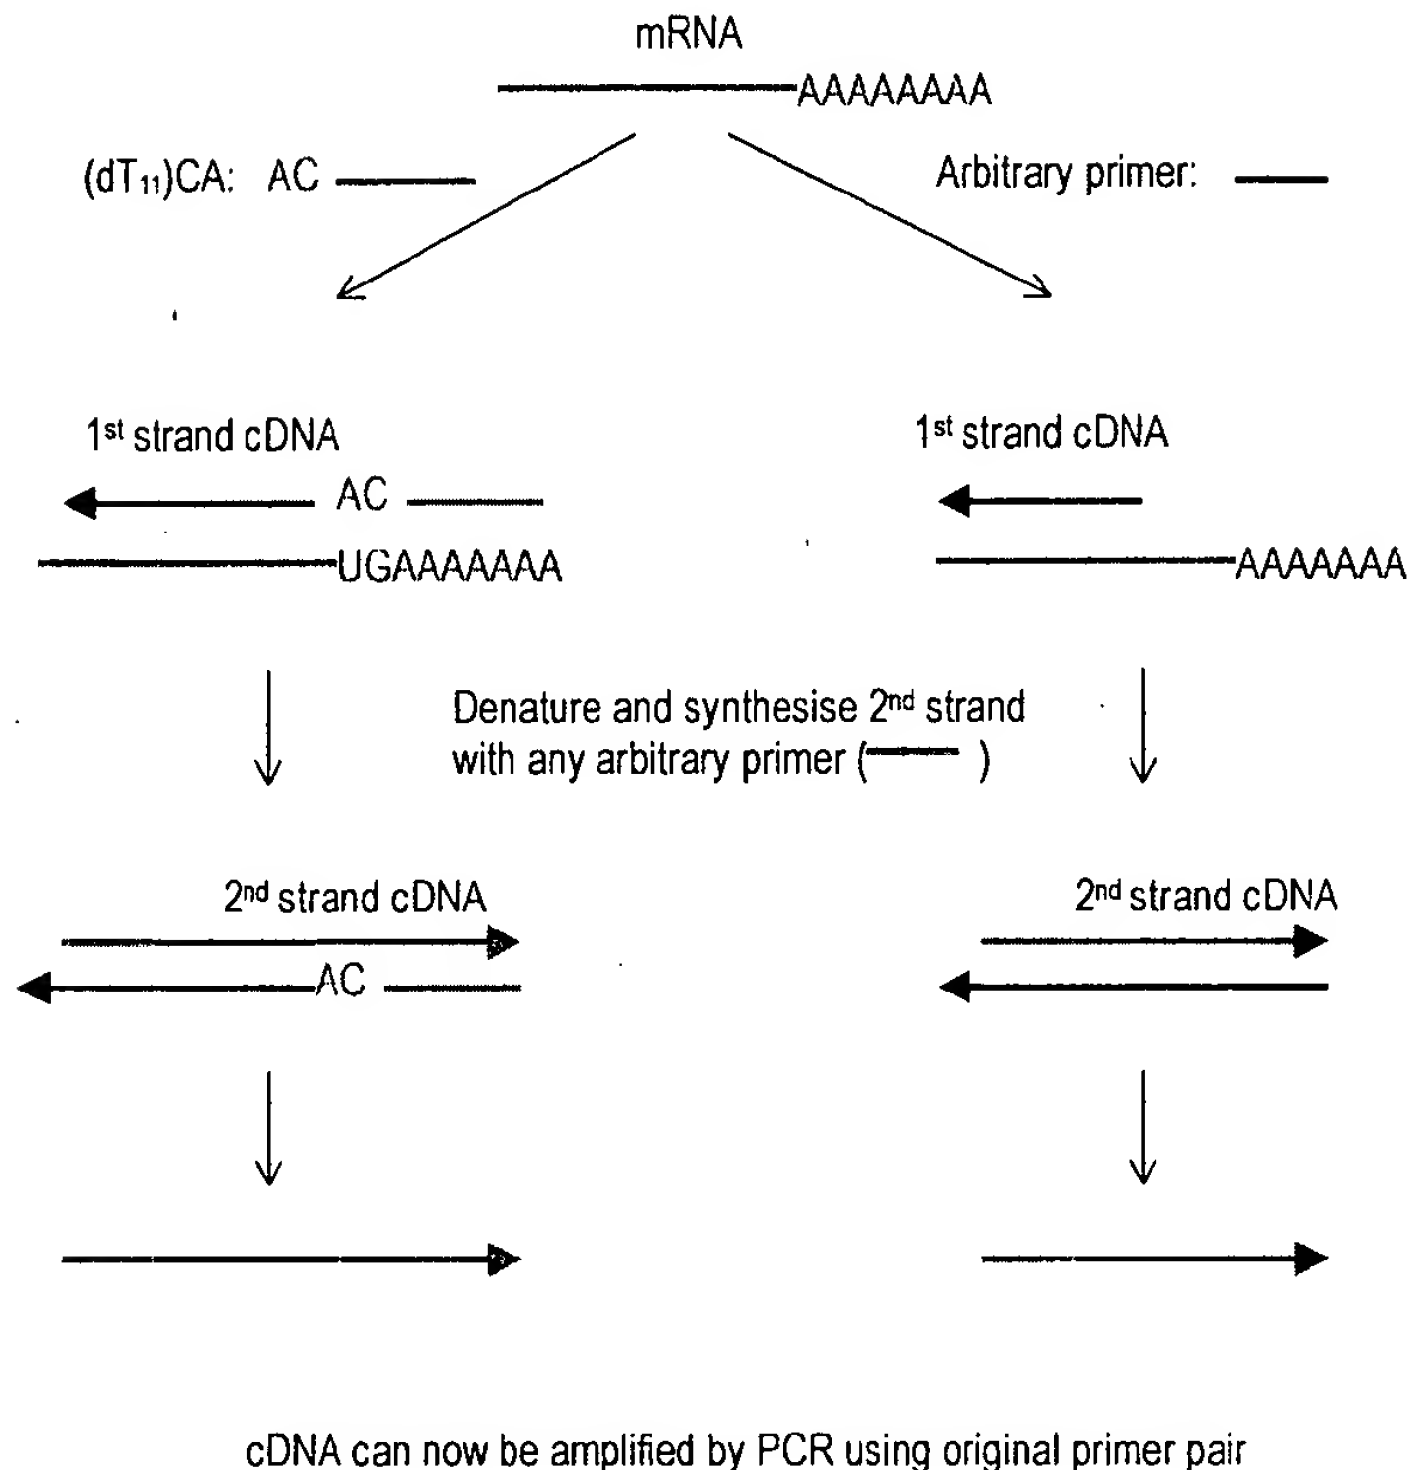 mRNA
AAAAAAAA
(dT₁₁)CA: AC
Arbitrary primer:
1st strand cDNA
1st strand cDNA
AC
UGAAAAAAA
AAAAAAA
Denature and synthesise 2nd strand
with any arbitrary primer ( )
2nd strand cDNA
2nd strand cDNA
AC
cDNA can now be amplified by PCR using original primer pair